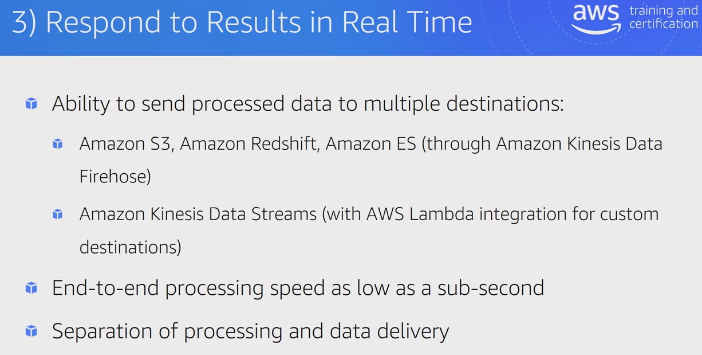 3) Respond to Results in Real Time
aws training and
certification
Ability to send processed data to multiple destinations:
Amazon S3, Amazon Redshift, Amazon ES (through Amazon Kinesis Data
Firehose)
Amazon Kinesis Data Streams (with AWS Lambda integration for custom
destinations)
End-to-end processing speed as low as a sub-second
Separation of processing and data delivery